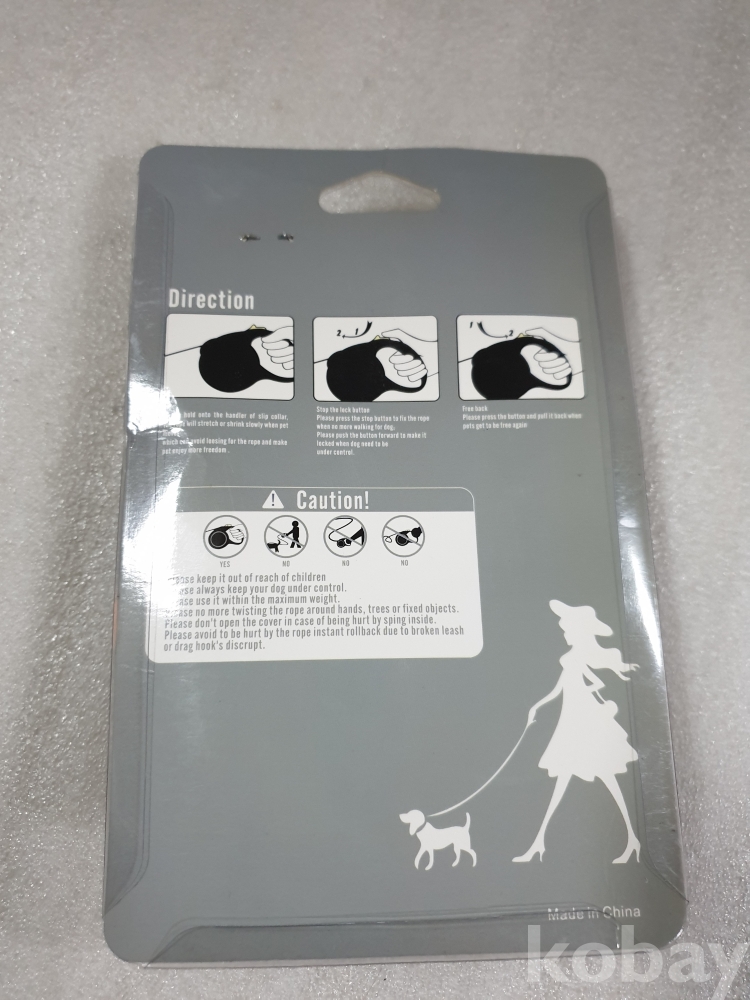 Direction
2 1
1 2
hold onto the handler of slip collar,
will stretch or shrink slowly when pet
which can avoid loosing for the rope and make
pet enjoy more freedom .
Stop the lock button
Please press the stop button to fix the rope
when no more walking for dog,
Please push the button forward to make it
locked when dog need to be
under control.
Free back
Please press the button and pull it back when
pets get to be free again
Caution!
YES
NO
NO
NO
keep it out of reach of children
always keep your dog under control.
use it within the maximum weight.
no more twisting the rope around hands, trees or fixed objects.
Please don't open the cover in case of being hurt by sping inside.
Please avoid to be hurt by the rope instant rollback due to broken leash
or drag hook's discrupt.
Made in China
kobay